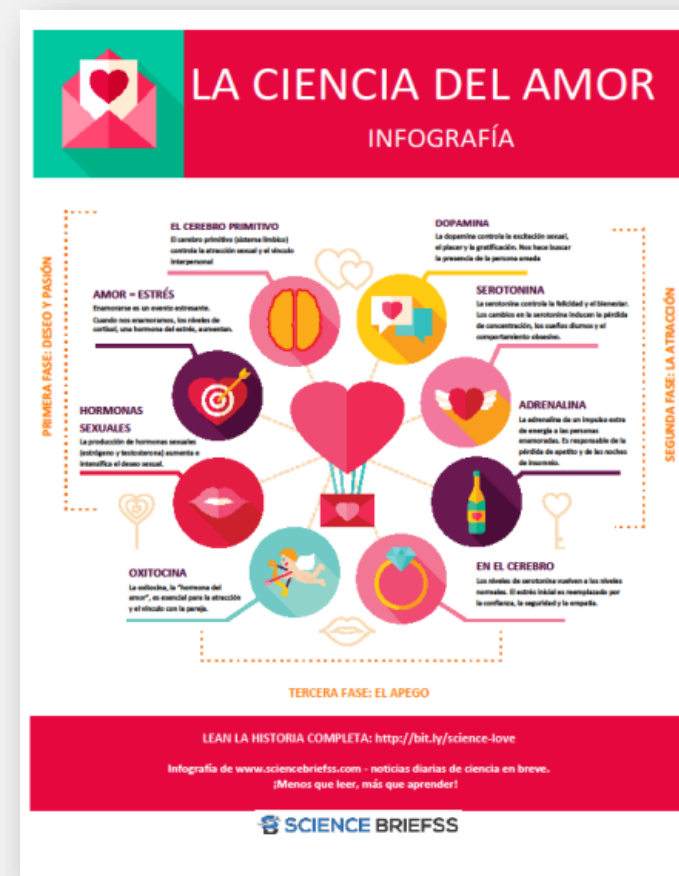 LA CIENCIA DEL AMOR
INFOGRAFÍA
PRIMERA FASE: DESEO Y PASIÓN
EL CEREBRO PRIMITIVO
El cerebro primitivo (sistema límbico)
controla la atracción sexual y el vínculo
interpersonal
AMOR = ESTRÉS
Enamorarse es un evento estresante.
Cuando nos enamoramos, los niveles de
cortisol, una hormona del estrés, aumentan.
HORMONAS
SEXUALES
La producción de hormonas sexuales
(estrógeno y testosterona) aumenta e
intensifica el deseo sexual.
SEGUNDA FASE: LA ATRACCIÓN
DOPAMINA
La dopamina controla la excitación sexual,
el placer y la gratificación. Nos hace buscar
la presencia de la persona amada
SEROTONINA
La serotonina controla la felicidad y el bienestar.
Los cambios en la serotonina inducen la pérdida
de concentración, los sueños diurnos y el
comportamiento obsesivo.
ADRENALINA
La adrenalina da un impulso extra
de energía a las personas
enamoradas. Es responsable de la
pérdida de apetito y de las noches
de insomnio.
OXITOCINA
La oxitocina, la "hormona del
amor", es esencial para la atracción
y el vínculo con la pareja.
EN EL CEREBRO
Los niveles de serotonina vuelven a los niveles
normales. El estrés inicial es reemplazado por
la confianza, la seguridad y la empatía.
TERCERA FASE: EL APEGO
LEAN LA HISTORIA COMPLETA: http://bit.ly/science-love
Infografía de www.sciencebriefss.com - noticias diarias de ciencia en breve.
¡Menos que leer, más que aprender!
SCIENCE BRIEFSS